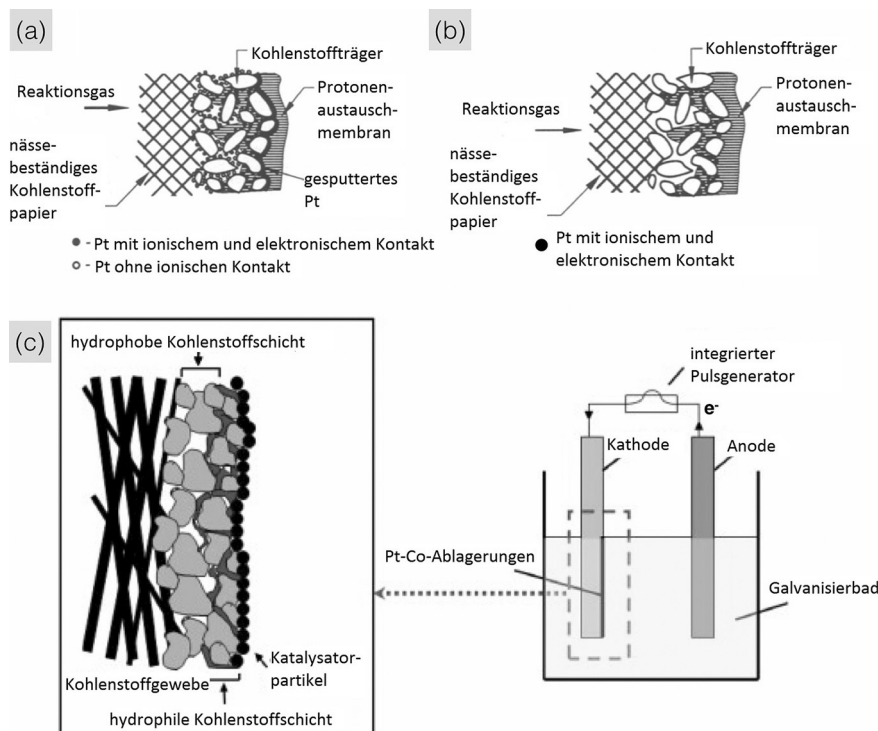 (a)
Kohlenstoffträger
Reaktionsgas
Protonen-
austausch-
membran
nässe-
beständiges
Kohlenstoff-
papier
gesputtertes
Pt
- Pt mit ionischem und elektronischem Kontakt
- Pt ohne ionischen Kontakt
(b)
Kohlenstoffträger
Protonen-
austausch-
membran
Reaktionsgas
nässe-
beständiges
Kohlenstoff-
papier
Pt mit ionischem und
elektronischem Kontakt
(c)
hydrophobe Kohlenstoffschicht
Katalysator-
partikel
Kohlenstoffgewebe
hydrophile Kohlenstoffschicht
integrierter
Pulsgenerator
e-
Kathode
Anode
Pt-Co-Ablagerungen
Galvanisierbad